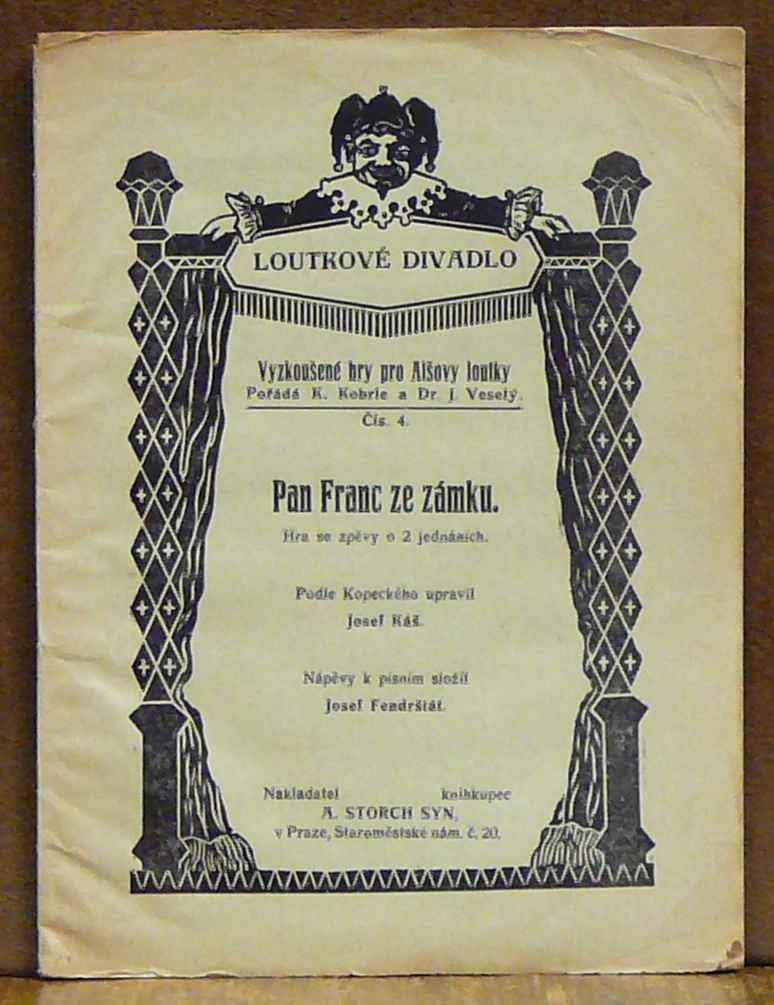 LOUTKOVÉ DIVADLO
Vyzkoušené hry pro Alšovy loutky
Pořádá K. Kobrle a Dr. J. Veselý.
Čís. 4.
Pan Franc ze zámku.
Hra se zpěvy o 2 jednáních.
Podle Kopeckého upravil
Josef Káš.
Nápěvy k písním složil
Josef Fendrštát.
Nakladatel knihkupec
A. STORCH SYN,
v Praze, Staroměstské nám. č. 20.